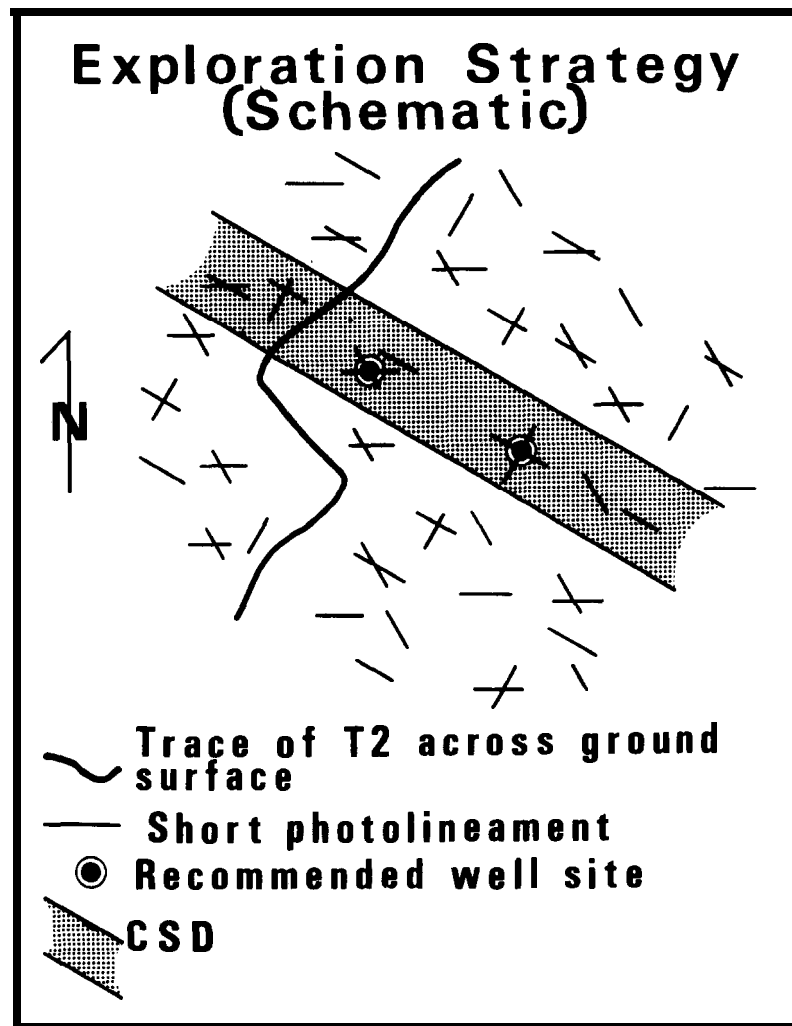 Exploration Strategy
(Schematic)
N
Trace of T2 across ground
surface
Short photolineament
Recommended well site
CSD